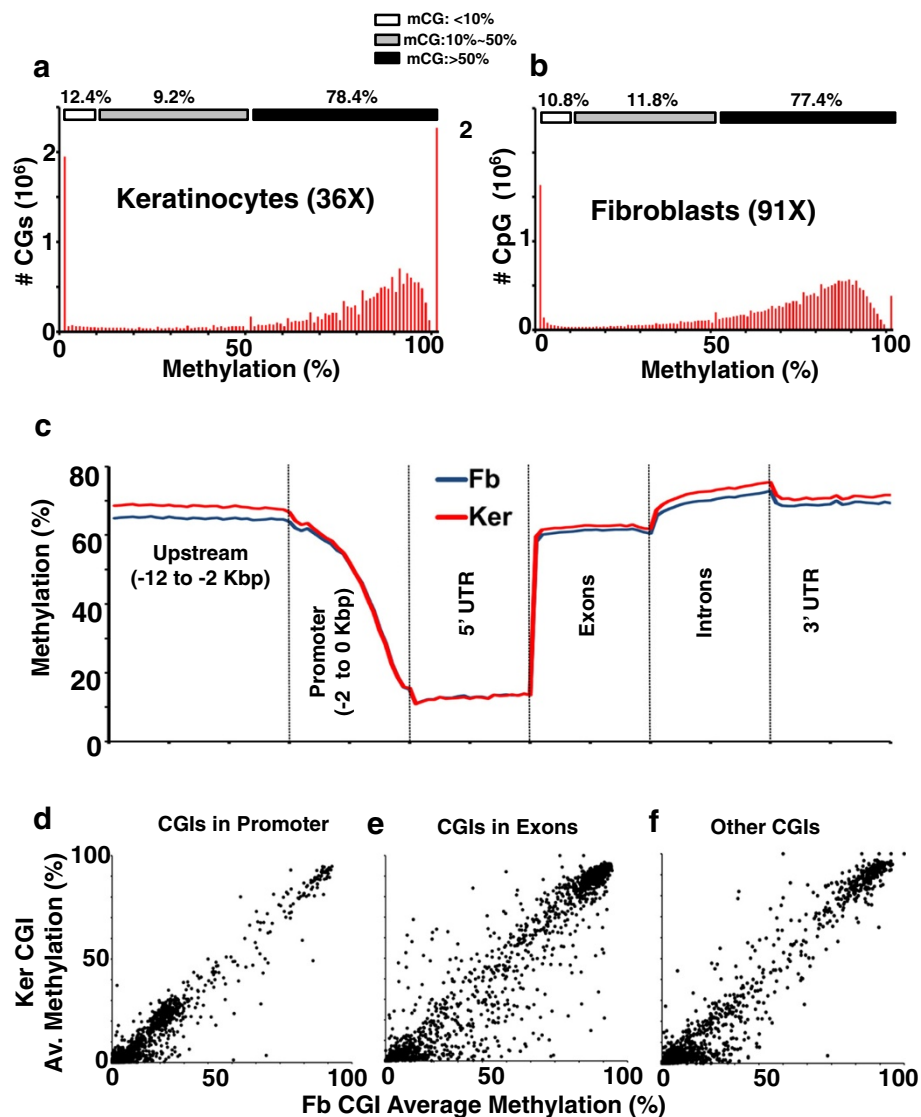 mCG: <10%
mCG:10%~50%
mCG:>50%
a
12.4% 9.2% 78.4%
# CGs (10⁶)
2
1
0
Keratinocytes (36X)
0 50 100
Methylation (%)
b
10.8% 11.8% 77.4%
# CpG (10⁶)
2
1
0
Fibroblasts (91X)
0 50 100
Methylation (%)
c
Methylation (%)
80
60
40
20
0
Fb
Ker
Upstream
(-12 to -2 Kbp)
Promoter
(-2 to 0 Kbp)
5' UTR
Exons
Introns
3' UTR
d CGIs in Promoter
e CGIs in Exons
f Other CGIs
Ker CGI
Av. Methylation (%)
100
50
0
0 50 100
0 50 100
0 50 100
Fb CGI Average Methylation (%)